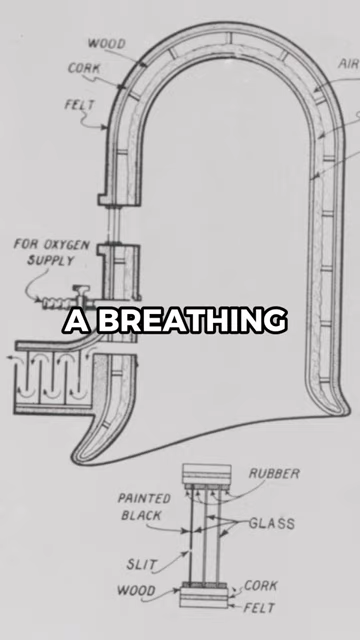 WOOD
CORK
FELT
AIR
FOR OXYGEN
SUPPLY
A BREATHING
RUBBER
PAINTED
BLACK
GLASS
SLIT
WOOD
CORK
FELT